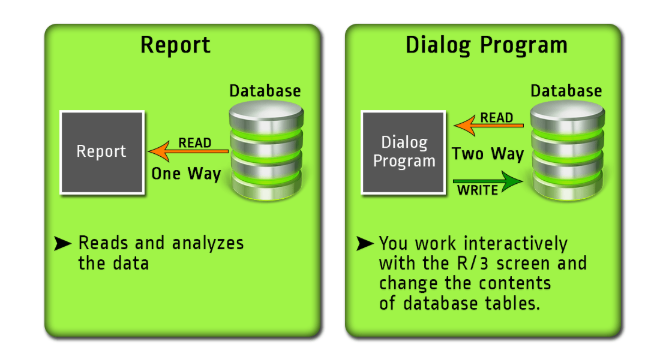 Report
Database
Report
READ
One Way
➤ Reads and analyzes
the data
Dialog Program
Database
Dialog
Program
READ
Two Way
WRITE
➤ You work interactively
with the R/3 screen and
change the contents
of database tables.